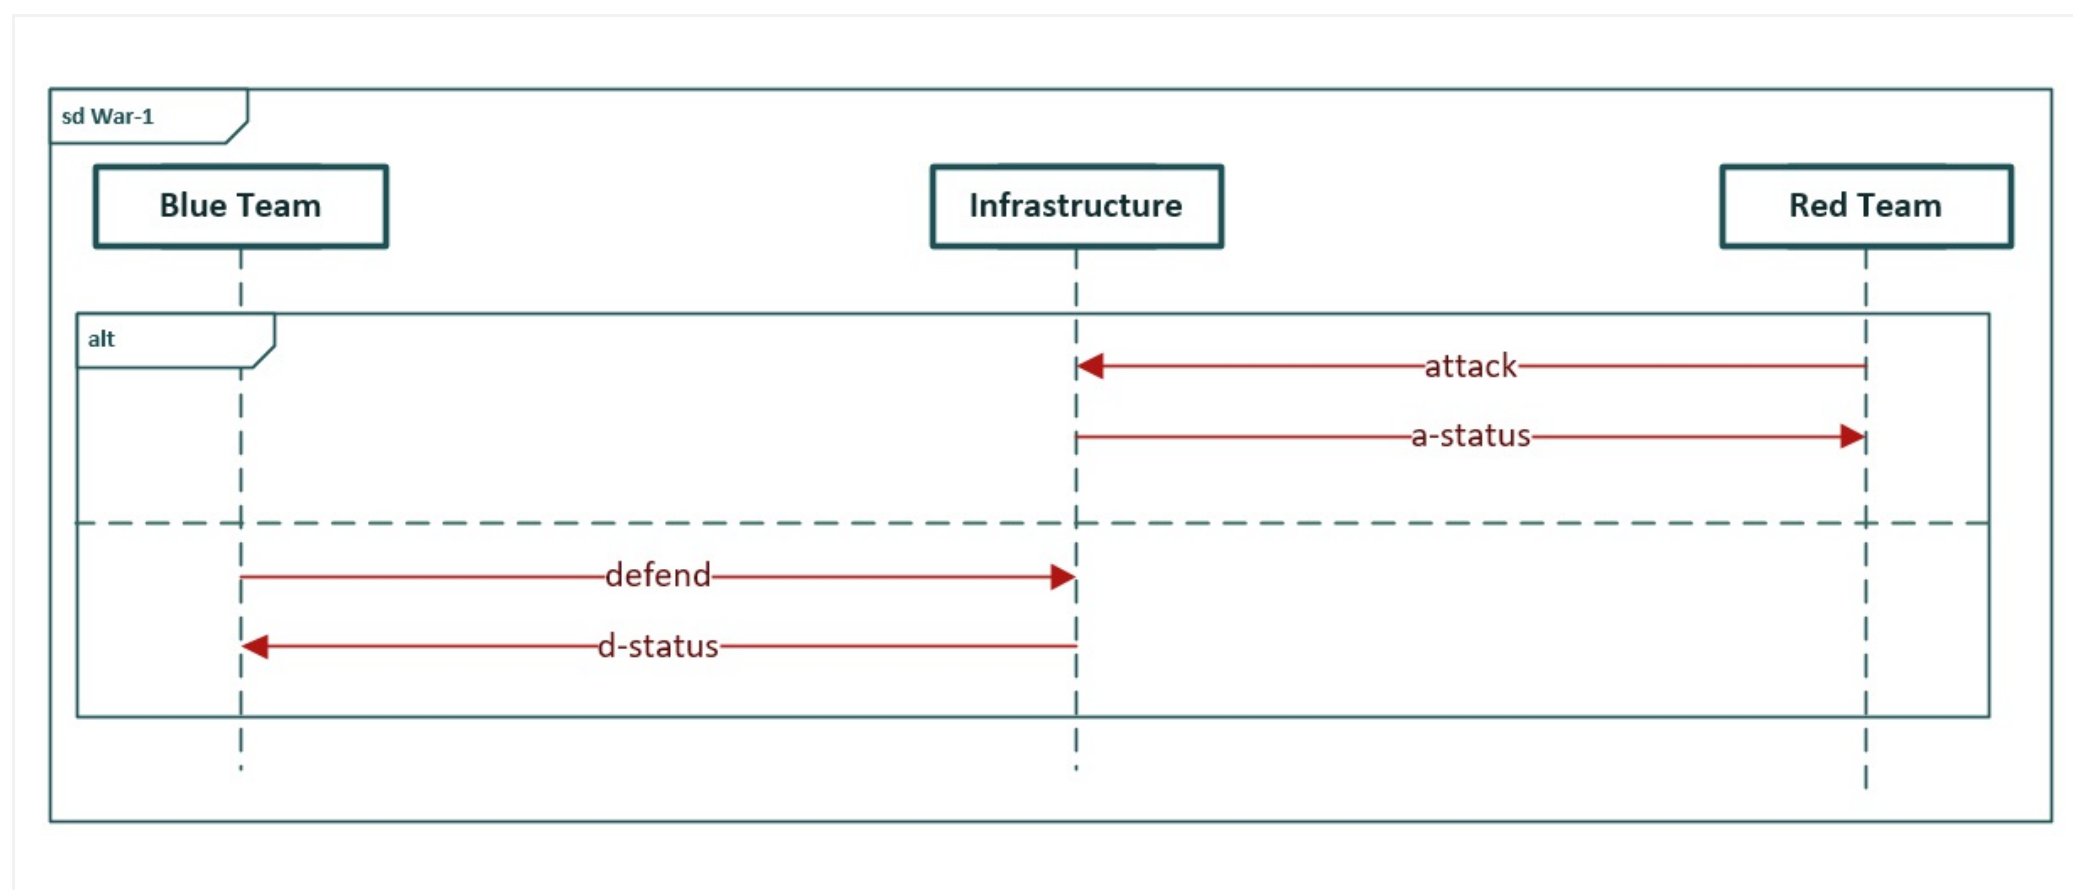 sd War-1
Blue Team
Infrastructure
Red Team
alt
attack
a-status
defend
d-status